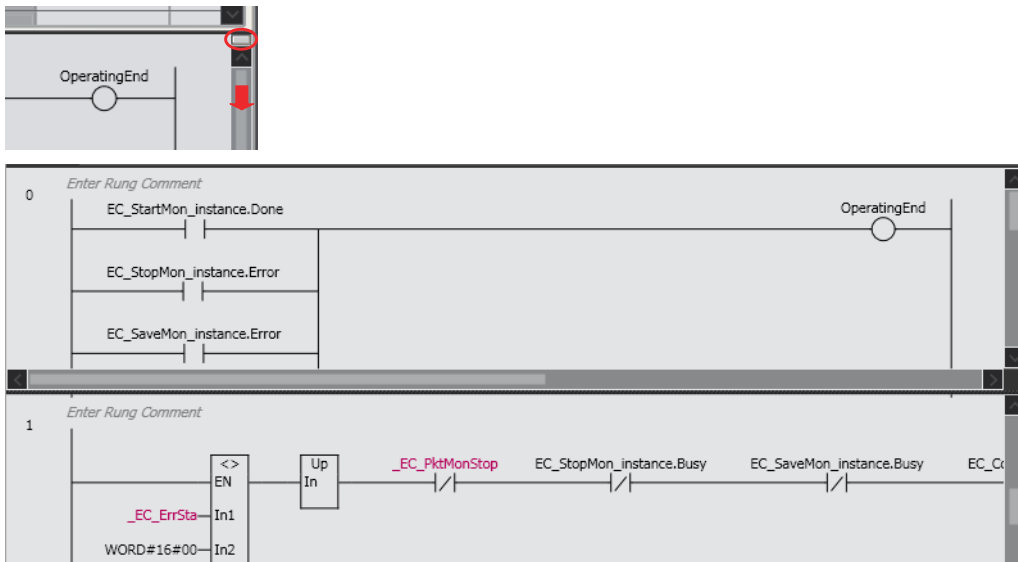 OperatingEnd
Enter Rung Comment
0
EC_StartMon_instance.Done
OperatingEnd
EC_StopMon_instance.Error
EC_SaveMon_instance.Error
Enter Rung Comment
1
<> Up _EC_PktMonStop EC_StopMon_instance.Busy EC_SaveMon_instance.Busy
EN In
_EC_ErrSta In1
WORD#16#00 In2